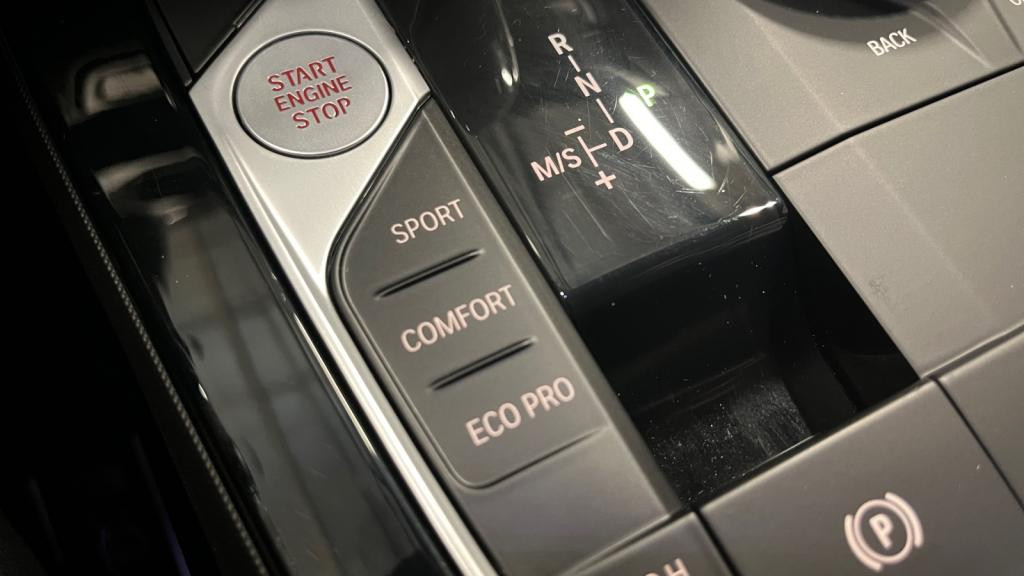 START
ENGINE
STOP
SPORT
COMFORT
ECO PRO
R
N
P
M/S
D
−
+
BACK
P
H